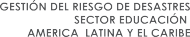 GESTIÓN DEL RIESGO DE DESASTRES
SECTOR EDUCACIÓN
AMERICA LATINA Y EL CARIBE